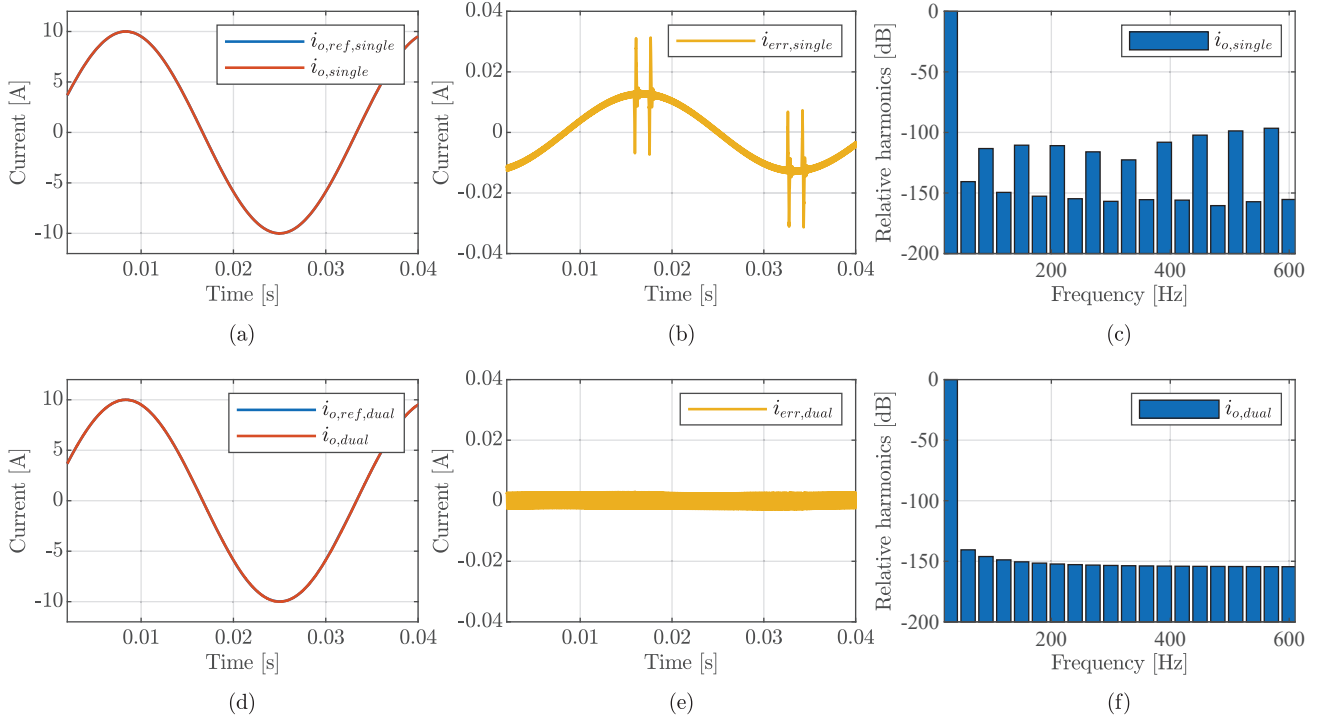 10
5
0
-5
-10
0.01
0.02
0.03
0.04
Current [A]
Time [s]
i_{o,ref,single}
i_{o,single}
(a)
0.04
0.02
0
-0.02
-0.04
0.01
0.02
0.03
0.04
Current [A]
Time [s]
i_{err,single}
(b)
0
-50
-100
-150
-200
200
400
600
Relative harmonics [dB]
Frequency [Hz]
i_{o,single}
(c)
10
5
0
-5
-10
0.01
0.02
0.03
0.04
Current [A]
Time [s]
i_{o,ref,dual}
i_{o,dual}
(d)
0.04
0.02
0
-0.02
-0.04
0.01
0.02
0.03
0.04
Current [A]
Time [s]
i_{err,dual}
(e)
0
-50
-100
-150
-200
200
400
600
Relative harmonics [dB]
Frequency [Hz]
i_{o,dual}
(f)